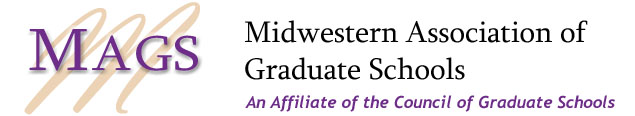 MAGS
Midwestern Association of
Graduate Schools
An Affiliate of the Council of Graduate Schools